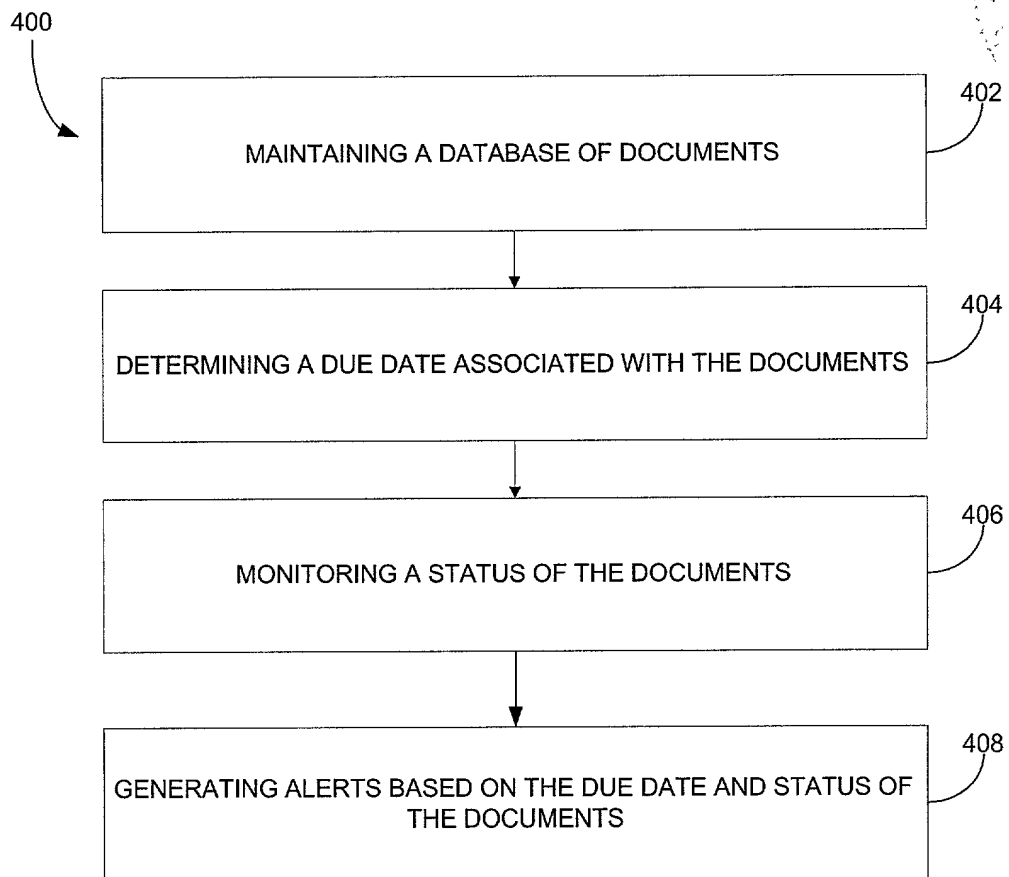 400
402
MAINTAINING A DATABASE OF DOCUMENTS
404
DETERMINING A DUE DATE ASSOCIATED WITH THE DOCUMENTS
406
MONITORING A STATUS OF THE DOCUMENTS
408
GENERATING ALERTS BASED ON THE DUE DATE AND STATUS OF
THE DOCUMENTS